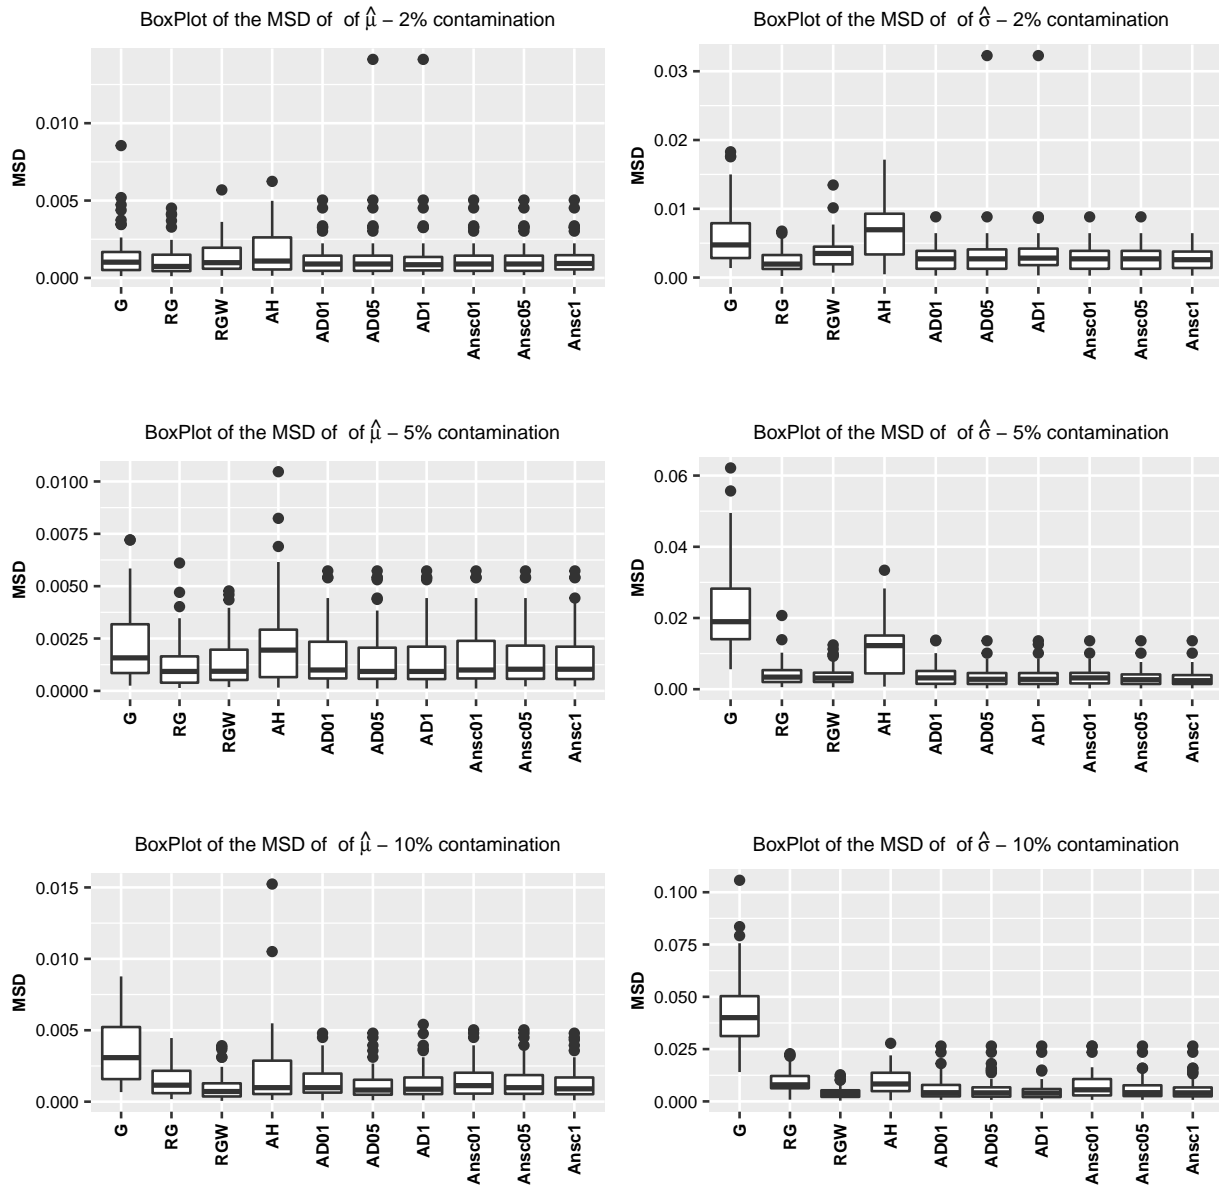 BoxPlot of the MSD of of μ̂ – 2% contamination
MSD
0.010
0.005
0.000
G RG RGW AH AD01 AD05 AD1 Ansc01 Ansc05 Ansc1
BoxPlot of the MSD of of σ̂ – 2% contamination
MSD
0.03
0.02
0.01
0.00
G RG RGW AH AD01 AD05 AD1 Ansc01 Ansc05 Ansc1
BoxPlot of the MSD of of μ̂ – 5% contamination
MSD
0.0100
0.0075
0.0050
0.0025
0.0000
G RG RGW AH AD01 AD05 AD1 Ansc01 Ansc05 Ansc1
BoxPlot of the MSD of of σ̂ – 5% contamination
MSD
0.06
0.04
0.02
0.00
G RG RGW AH AD01 AD05 AD1 Ansc01 Ansc05 Ansc1
BoxPlot of the MSD of of μ̂ – 10% contamination
MSD
0.015
0.010
0.005
0.000
G RG RGW AH AD01 AD05 AD1 Ansc01 Ansc05 Ansc1
BoxPlot of the MSD of of σ̂ – 10% contamination
MSD
0.100
0.075
0.050
0.025
0.000
G RG RGW AH AD01 AD05 AD1 Ansc01 Ansc05 Ansc1